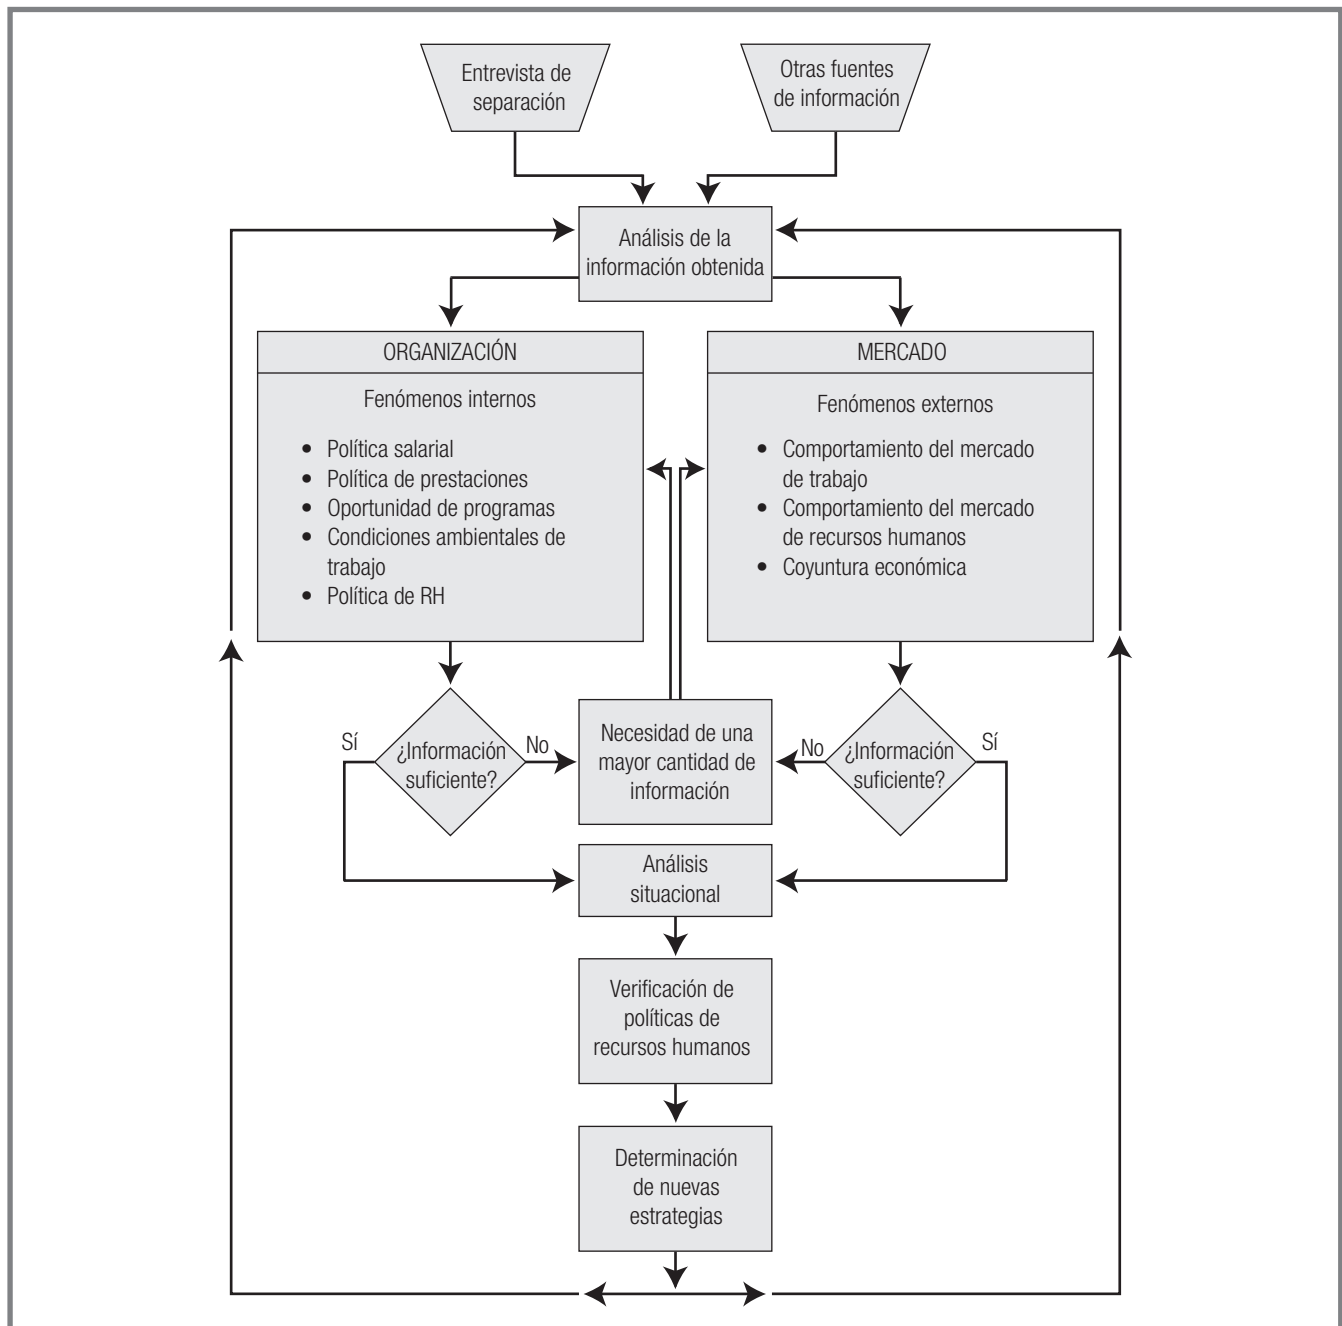 Entrevista de
separación
Otras fuentes
de información
Análisis de la
información obtenida
ORGANIZACIÓN
Fenómenos internos
• Política salarial
• Política de prestaciones
• Oportunidad de programas
• Condiciones ambientales de
trabajo
• Política de RH
MERCADO
Fenómenos externos
• Comportamiento del mercado
de trabajo
• Comportamiento del mercado
de recursos humanos
• Coyuntura económica
Sí
¿Información
suficiente?
No
Necesidad de una
mayor cantidad de
información
No
¿Información
suficiente?
Sí
Análisis
situacional
Verificación de
políticas de
recursos humanos
Determinación
de nuevas
estrategias